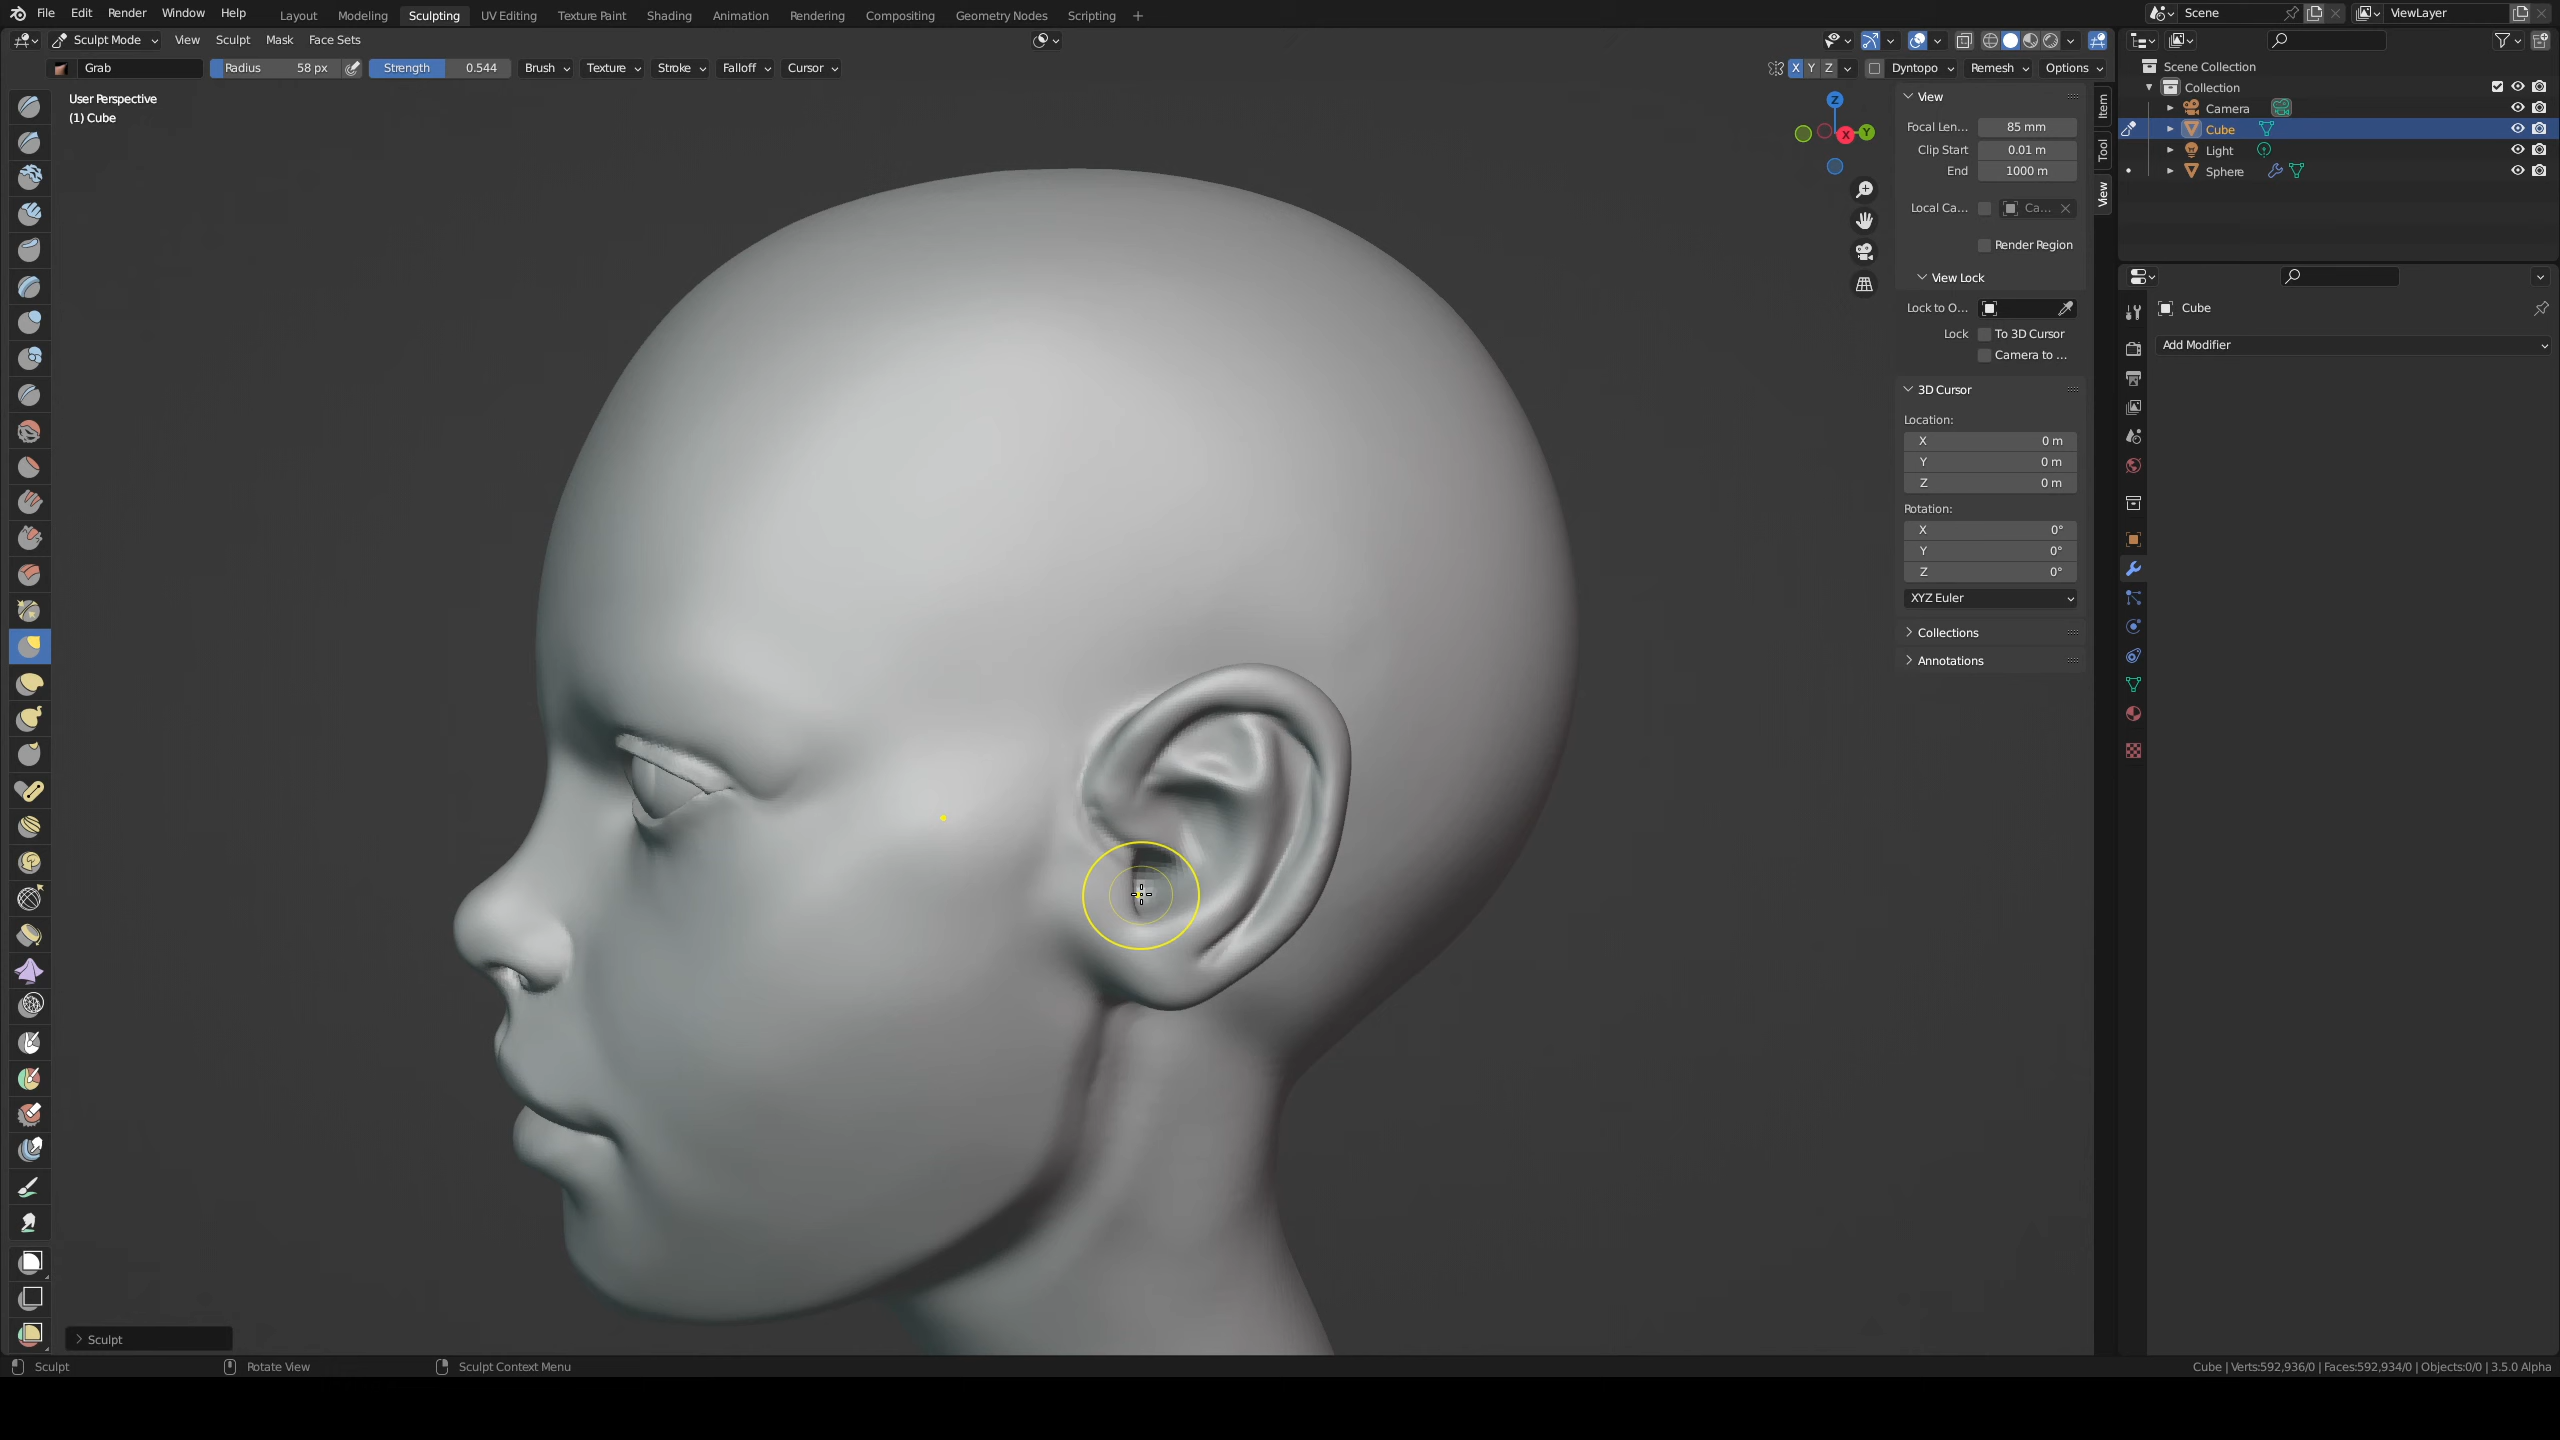 File Edit Render Window Help Layout Modeling Sculpting UV Editing Texture Paint Shading Animation Rendering Compositing Geometry Nodes Scripting + Scene ViewLayer
Sculpt Mode View Sculpt Mask Face Sets
Grab Radius 58 px Strength 0.544 Brush Texture Stroke Falloff Cursor X Y Z Dyntopo Remesh Options
User Perspective
(1) Cube
Z
X
Y
View
Focal Len... 85 mm
Clip Start 0.01 m
End 1000 m
Local Ca... Ca...
Render Region
View Lock
Lock to O...
Lock To 3D Cursor
Camera to ...
3D Cursor
Location:
X 0 m
Y 0 m
Z 0 m
Rotation:
X 0°
Y 0°
Z 0°
XYZ Euler
Collections
Annotations
Item
Tool
View
Scene Collection
Collection
Camera
Cube
Light
Sphere
Cube
Add Modifier
Sculpt
Sculpt Rotate View Sculpt Context Menu Cube | Verts:592,936/0 | Faces:592,934/0 | Objects:0/0 | 3.5.0 Alpha